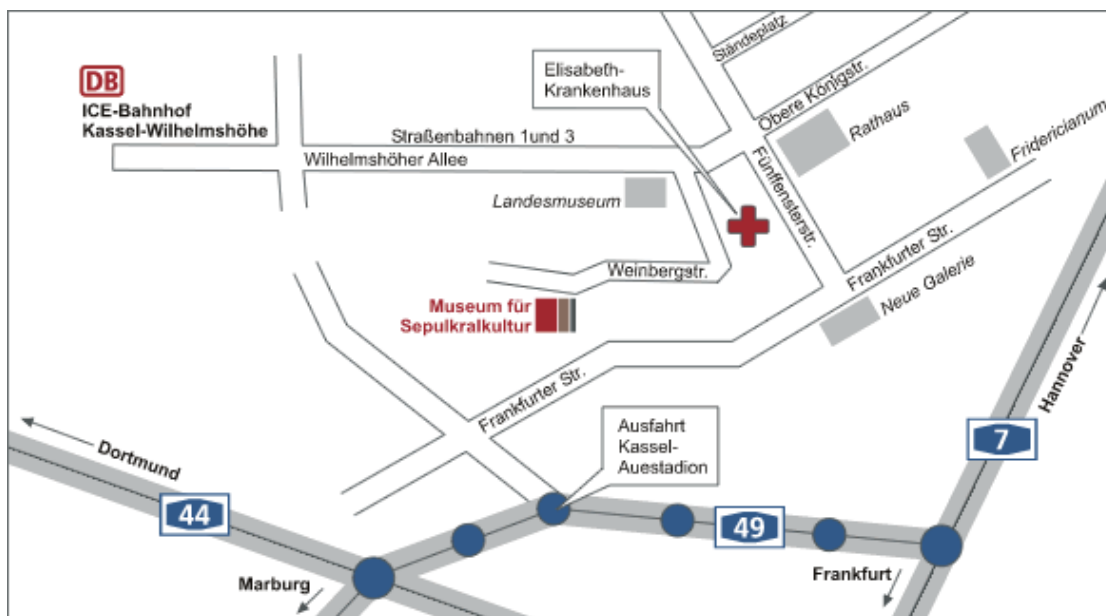 Ständeplatz
Elisabeth-
Krankenhaus
DB
ICE-Bahnhof
Kassel-Wilhelmshöhe
Obere Königstr.
Rathaus
Fridericianum
Straßenbahnen 1und 3
Wilhelmshöher Allee
Fünffensterstr.
Landesmuseum
Weinbergstr.
Frankfurter Str.
Neue Galerie
Museum für
Sepulkralkultur
Frankfurter Str.
Hannover
Ausfahrt
Kassel-
Auestadion
7
Dortmund
44
49
Marburg
Frankfurt